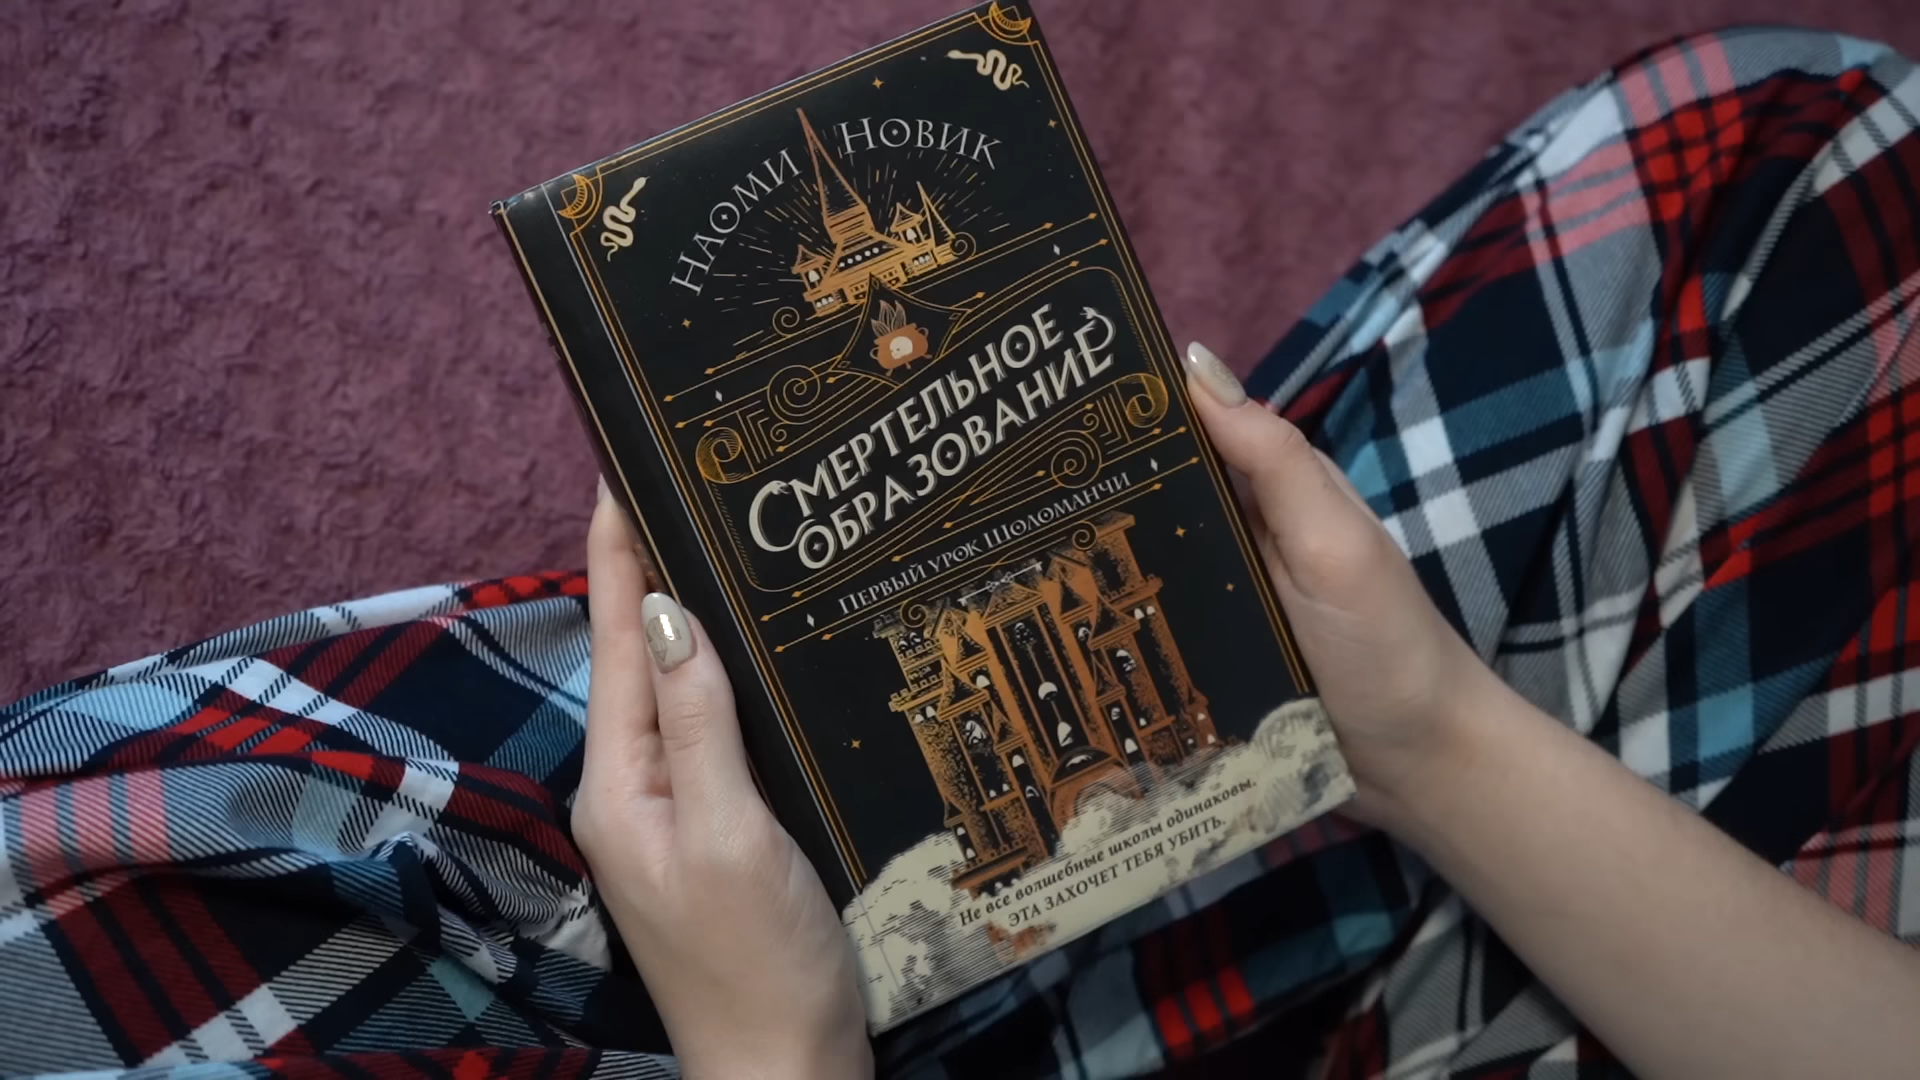 Наоми Новик
Смертельное
образование
Первый урок Шоломанчи
Не все волшебные школы одинаковы.
ЭТА ЗАХОЧЕТ ТЕБЯ УБИТЬ.